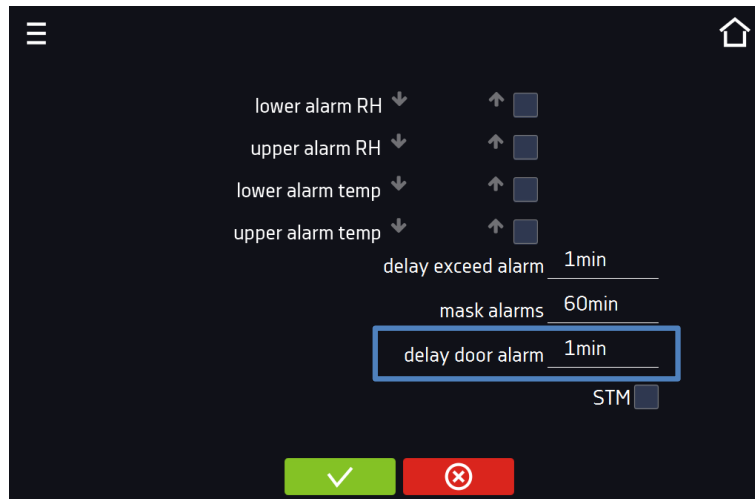 lower alarm RH
upper alarm RH
lower alarm temp
upper alarm temp
delay exceed alarm 1min
mask alarms 60min
delay door alarm 1min
STM